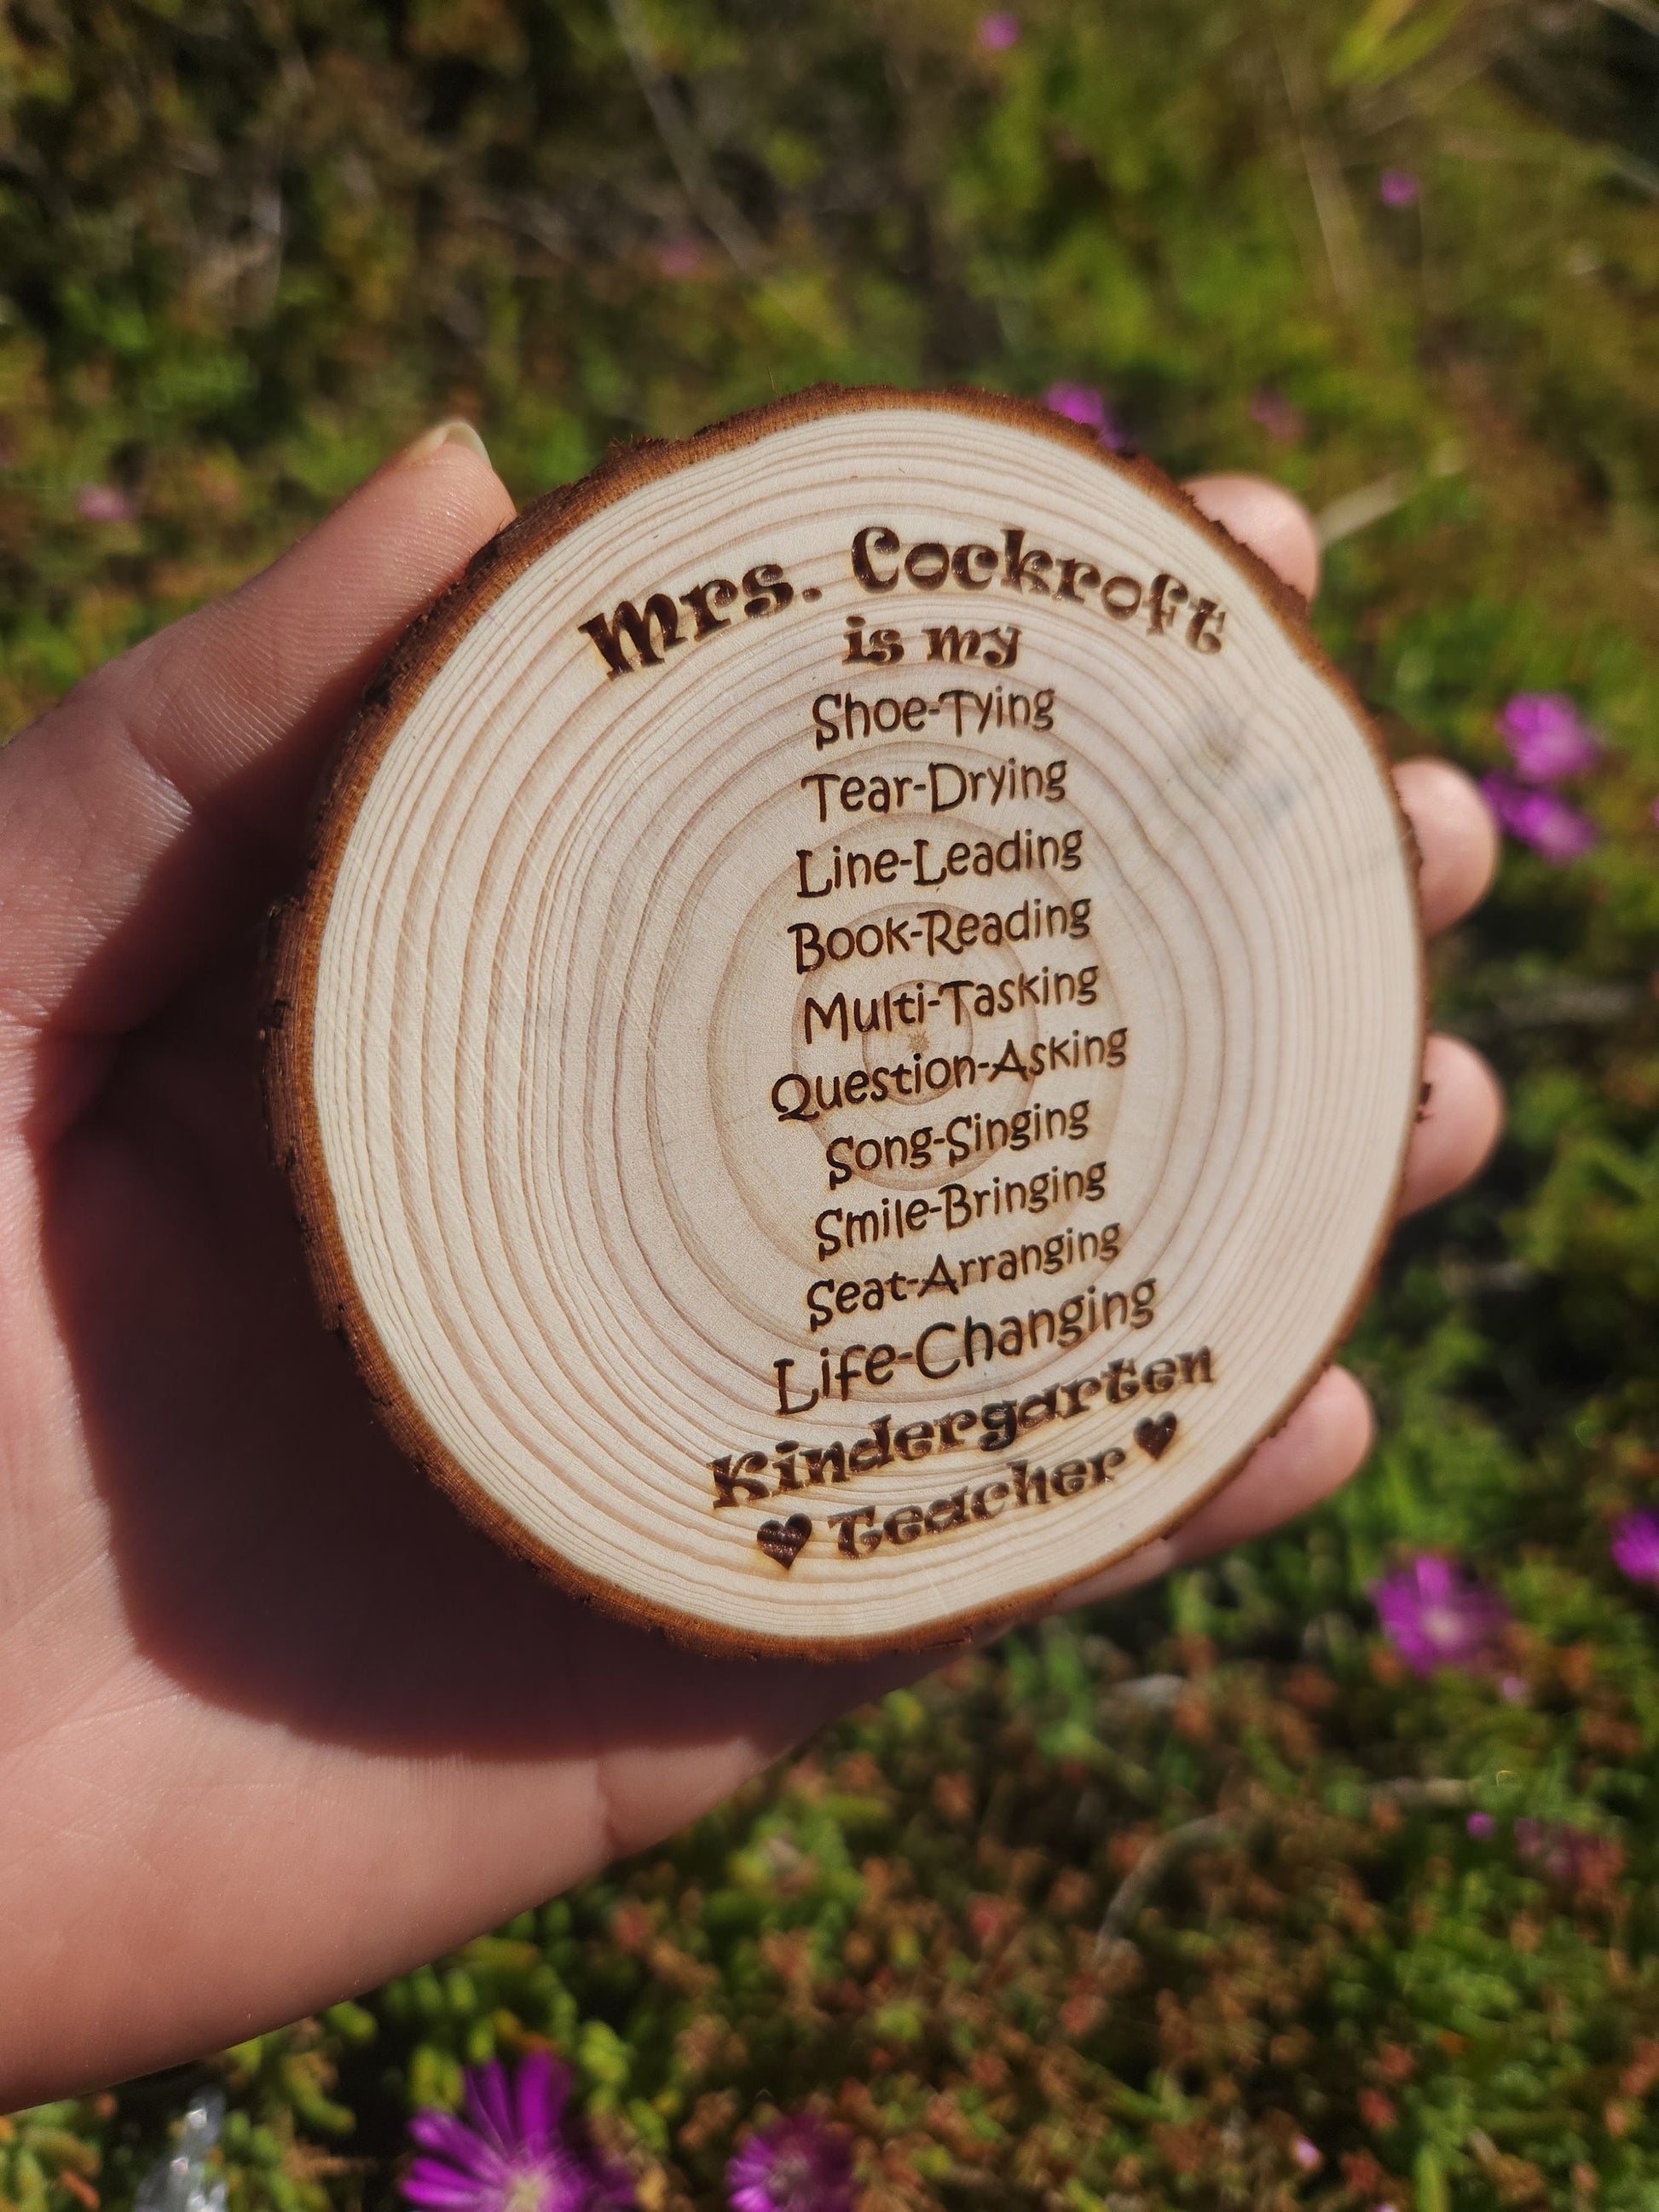 Mrs. Cockroft
is my
Shoe-Tying
Tear-Drying
Line-Leading
Book-Reading
Multi-Tasking
Question-Asking
Song-Singing
Smile-Bringing
Seat-Arranging
Life-Changing
Kindergarten
♥ Teacher ♥